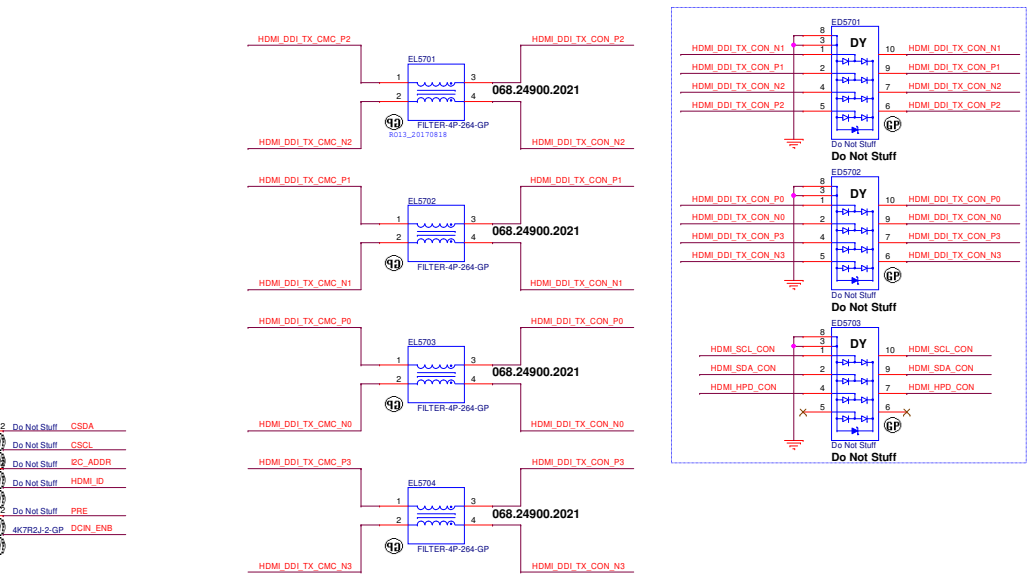 HDMI_DDI_TX_CMC_P2
HDMI_DDI_TX_CON_P2
EL5701
1
3
068.24900.2021
2
4
FILTER-4P-264-GP
R013_20170818
HDMI_DDI_TX_CMC_N2
HDMI_DDI_TX_CON_N2
HDMI_DDI_TX_CMC_P1
HDMI_DDI_TX_CON_P1
EL5702
1
3
068.24900.2021
2
4
FILTER-4P-264-GP
HDMI_DDI_TX_CMC_N1
HDMI_DDI_TX_CON_N1
HDMI_DDI_TX_CMC_P0
HDMI_DDI_TX_CON_P0
EL5703
1
3
068.24900.2021
2
4
FILTER-4P-264-GP
HDMI_DDI_TX_CMC_N0
HDMI_DDI_TX_CON_N0
HDMI_DDI_TX_CMC_P3
HDMI_DDI_TX_CON_P3
EL5704
1
3
068.24900.2021
2
4
FILTER-4P-264-GP
HDMI_DDI_TX_CMC_N3
HDMI_DDI_TX_CON_N3
2 Do Not Stuff CSDA
Do Not Stuff CSCL
Do Not Stuff I2C_ADDR
Do Not Stuff HDMI_ID
2 Do Not Stuff PRE
4K7R2J-2-GP DCIN_ENB
ED5701
8
3
DY
HDMI_DDI_TX_CON_N1 1 10 HDMI_DDI_TX_CON_N1
HDMI_DDI_TX_CON_P1 2 9 HDMI_DDI_TX_CON_P1
HDMI_DDI_TX_CON_N2 4 7 HDMI_DDI_TX_CON_N2
HDMI_DDI_TX_CON_P2 5 6 HDMI_DDI_TX_CON_P2
GP
Do Not Stuff
Do Not Stuff
ED5702
8
3
DY
HDMI_DDI_TX_CON_P0 1 10 HDMI_DDI_TX_CON_P0
HDMI_DDI_TX_CON_N0 2 9 HDMI_DDI_TX_CON_N0
HDMI_DDI_TX_CON_P3 4 7 HDMI_DDI_TX_CON_P3
HDMI_DDI_TX_CON_N3 5 6 HDMI_DDI_TX_CON_N3
GP
Do Not Stuff
Do Not Stuff
ED5703
8
3
DY
HDMI_SCL_CON 1 10 HDMI_SCL_CON
HDMI_SDA_CON 2 9 HDMI_SDA_CON
HDMI_HPD_CON 4 7 HDMI_HPD_CON
5 6
GP
Do Not Stuff
Do Not Stuff